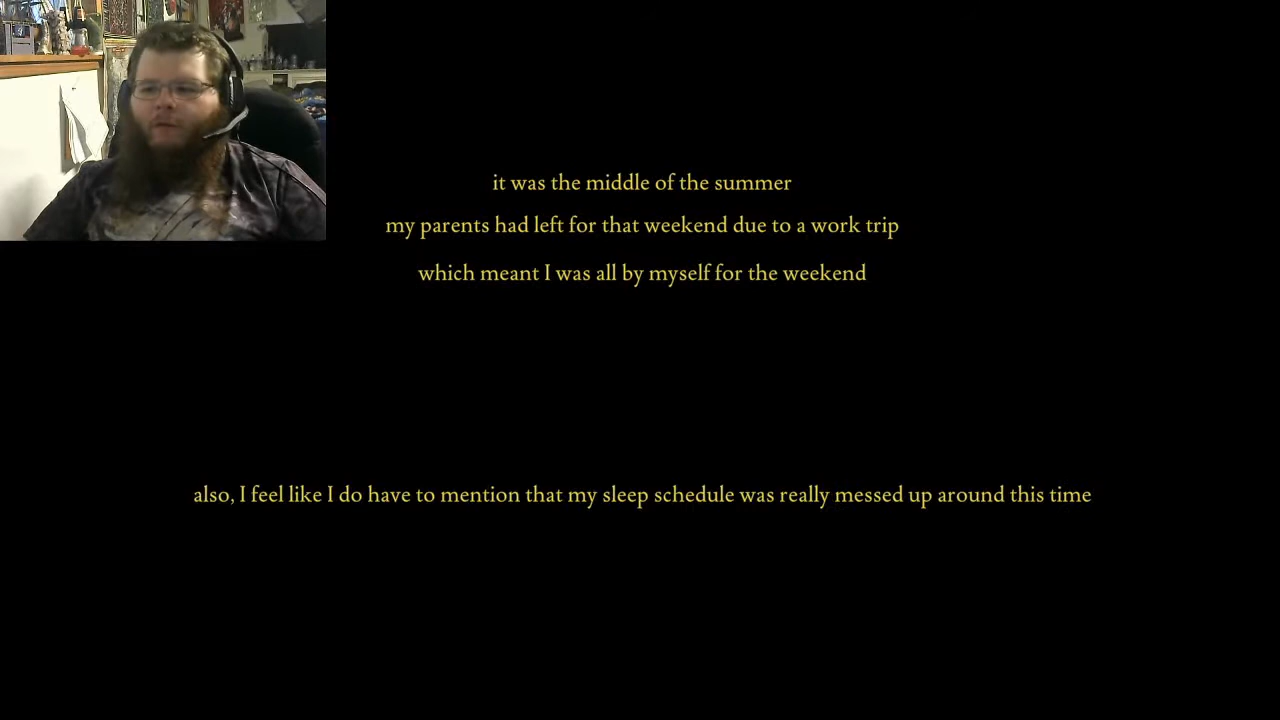 it was the middle of the summer
my parents had left for that weekend due to a work trip
which meant I was all by myself for the weekend
also, I feel like I do have to mention that my sleep schedule was really messed up around this time